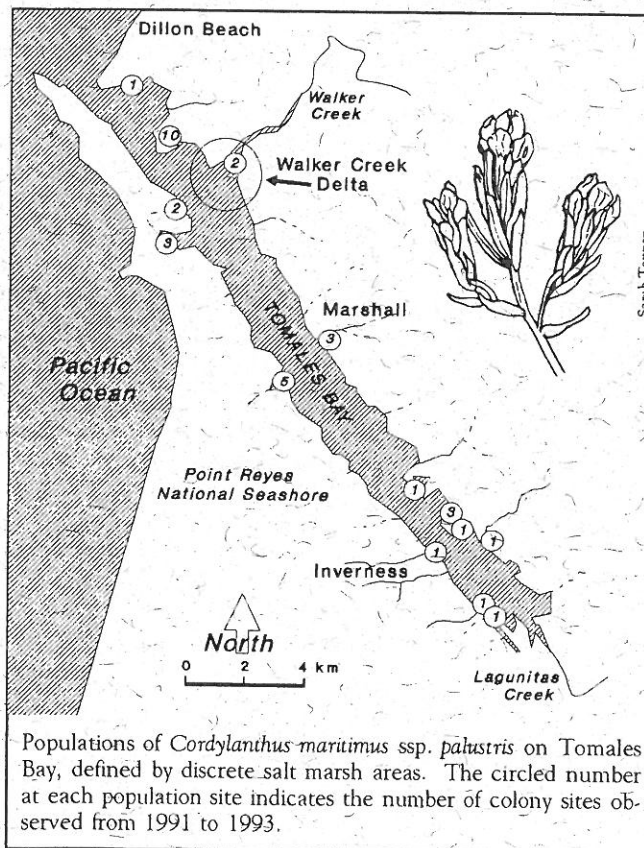 Dillon Beach
1
Walker
Creek
10
2
Walker Creek
Delta
2
3
Marshall
3
TOMALES BAY
5
Pacific
Ocean
Point Reyes
National Seashore
1
3
1
1
1
Inverness
1
1
North
0 2 4 km
Lagunitas
Creek
Populations of Cordylanthus maritimus ssp. palustris on Tomales
Bay, defined by discrete salt marsh areas. The circled number
at each population site indicates the number of colony sites ob-
served from 1991 to 1993.